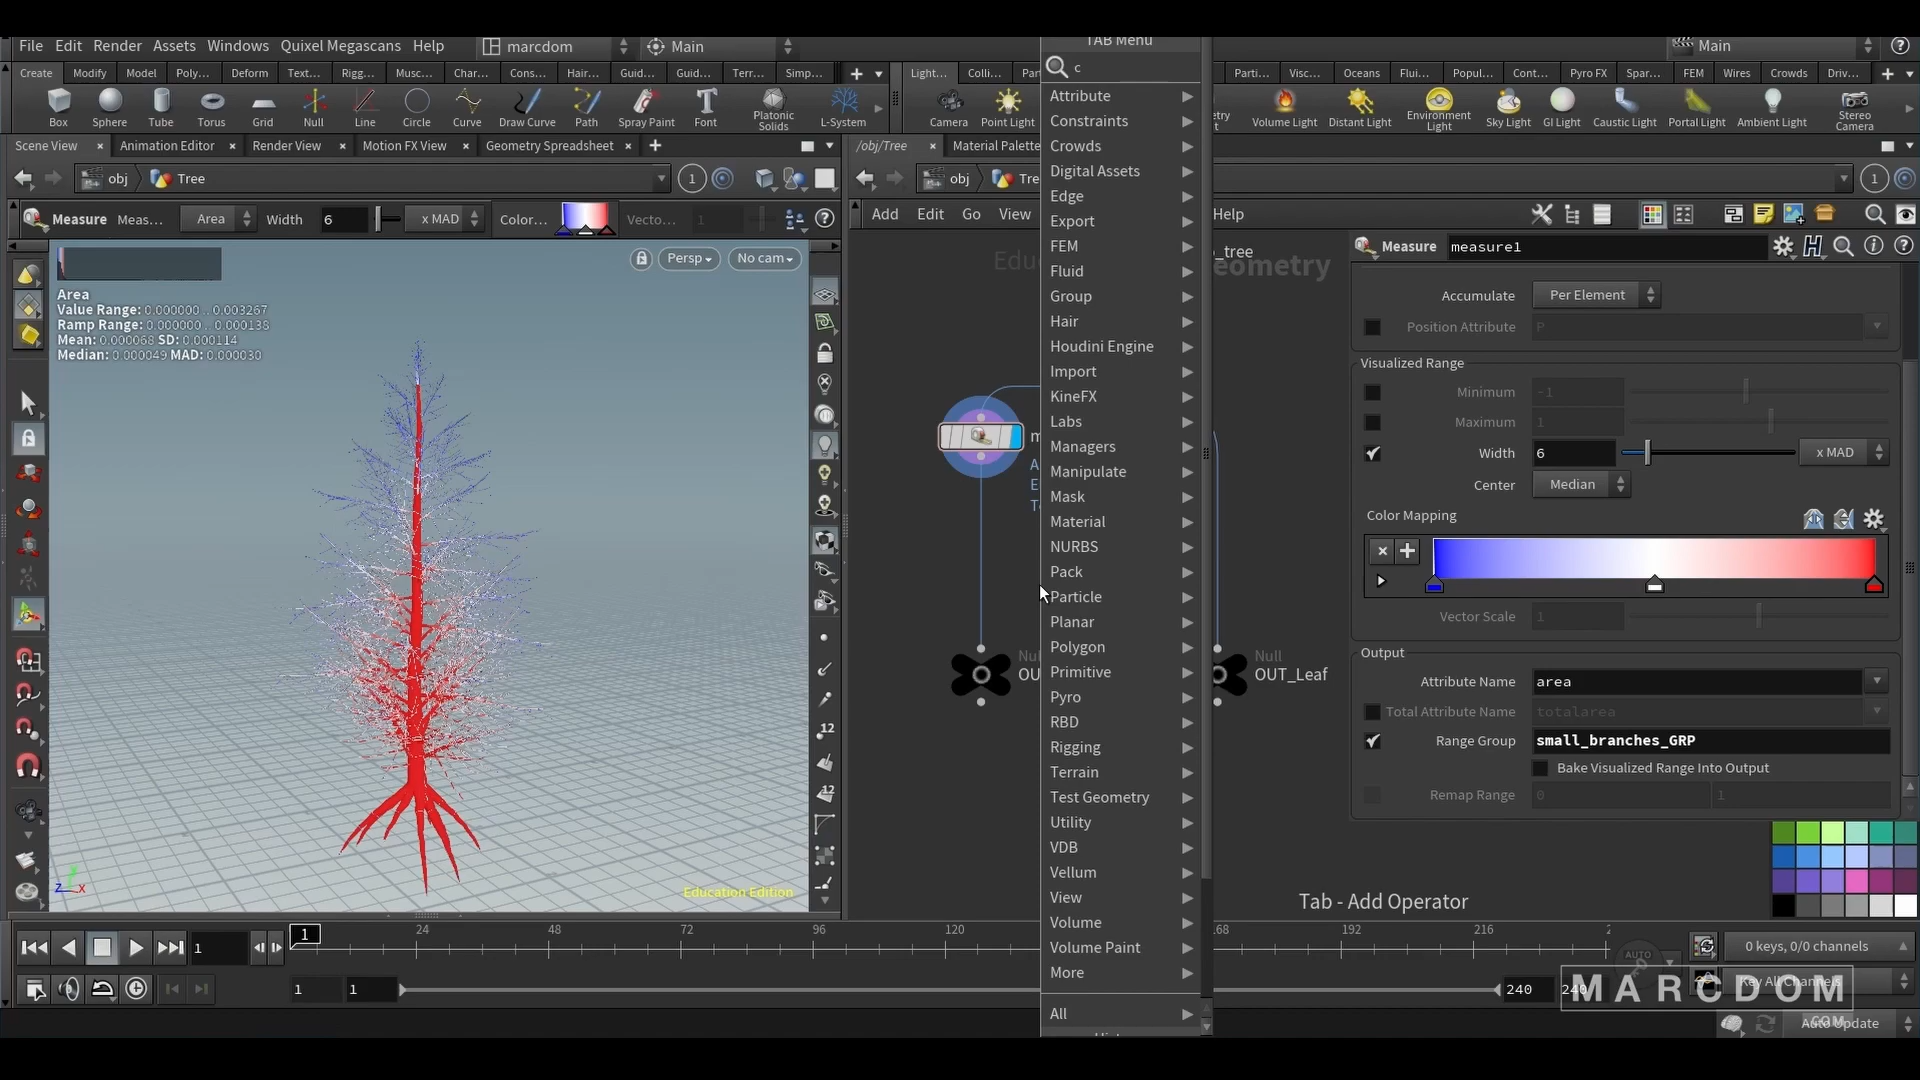 File Edit Render Assets Windows Quixel Megascans Help marcdom Main
TAB Menu
Main
Create Modify Model Poly... Deform Text... Rigg... Musc... Char... Cons... Hair... Guid... Guid... Terr... Simp...
Light... Colli... Parti... Visc... Oceans Flui... Popul... Cont... Pyro FX Spar... FEM Wires Crowds Driv...
Box Sphere Tube Torus Grid Null Line Circle Curve Draw Curve Path Spray Paint Font Platonic Solids L-System
Camera Point Light Volume Light Distant Light Environment Light Sky Light GI Light Caustic Light Portal Light Ambient Light Stereo Camera
Scene View Animation Editor Render View Motion FX View Geometry Spreadsheet
/obj/Tree Material Palette
obj Tree 1
obj Tre 1
Measure Meas... Area Width 6 x MAD Color... Vecto... 1
Add Edit Go View Help
Persp No cam
Area
Value Range: 0.000000 .. 0.003267
Ramp Range: 0.000000 .. 0.000138
Mean: 0.000068 SD: 0.000114
Median: 0.000049 MAD: 0.000030
Education Edition
c
Attribute
Constraints
Crowds
Digital Assets
Edge
Export
FEM
Fluid
Group
Hair
Houdini Engine
Import
KineFX
Labs
Managers
Manipulate
Mask
Material
NURBS
Pack
Particle
Planar
Polygon
Primitive
Pyro
RBD
Rigging
Terrain
Test Geometry
Utility
VDB
Vellum
View
Volume
Volume Paint
More
All
_tree
eometry
Null
OUT_Leaf
Tab - Add Operator
Measure measure1
Accumulate Per Element
Position Attribute P
Visualized Range
Minimum -1
Maximum 1
Width 6 x MAD
Center Median
Color Mapping
Vector Scale 1
Output
Attribute Name area
Total Attribute Name totalarea
Range Group small_branches_GRP
Bake Visualized Range Into Output
Remap Range 0 1
1 1 24 48 72 96 120 168 192 216
0 keys, 0/0 channels
1 1 240 240
Key All Channels
Auto Update
MARCDOM
.COM